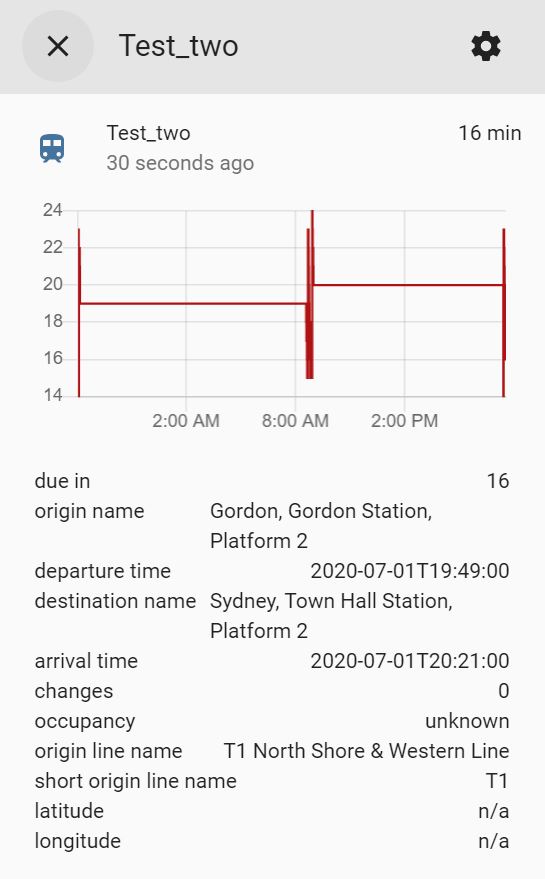 Test_two
Test_two 16 min
30 seconds ago
24
22
20
18
16
14
2:00 AM 8:00 AM 2:00 PM
due in 16
origin name Gordon, Gordon Station,
Platform 2
departure time 2020-07-01T19:49:00
destination name Sydney, Town Hall Station,
Platform 2
arrival time 2020-07-01T20:21:00
changes 0
occupancy unknown
origin line name T1 North Shore & Western Line
short origin line name T1
latitude n/a
longitude n/a